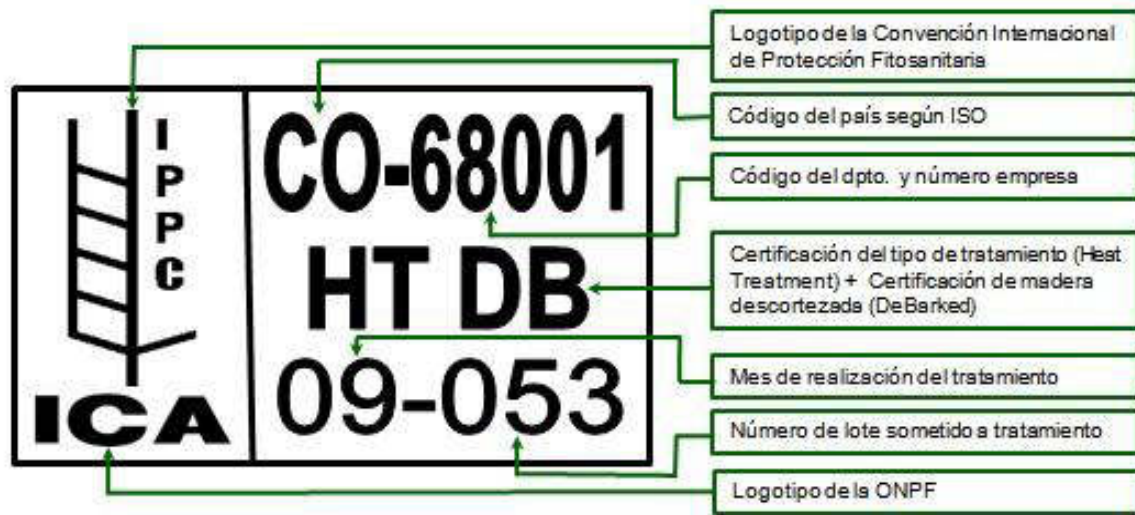 IPPC
ICA
CO-68001
HT DB
09-053
Logotipo de la Convención Internacional
de Protección Fitosanitaria
Código del país según ISO
Código del dpto. y número empresa
Certificación del tipo de tratamiento (Heat
Treatment) + Certificación de madera
descortezada (DeBarked)
Mes de realización del tratamiento
Número de lote sometido a tratamiento
Logotipo de la ONPF